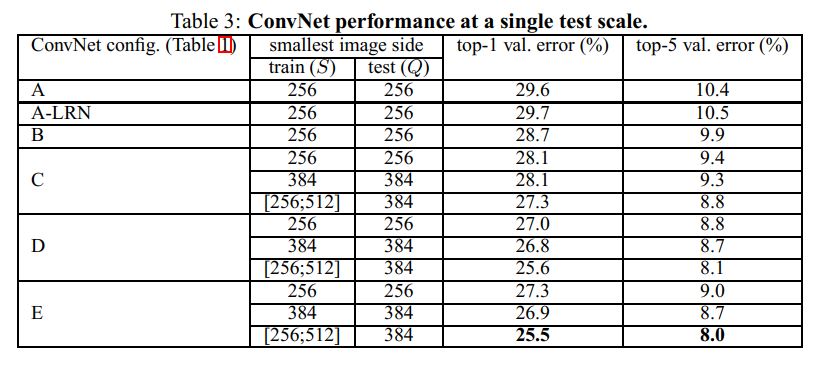 Table 3: ConvNet performance at a single test scale.
ConvNet config. (Table 1) smallest image side top-1 val. error (%) top-5 val. error (%)
train (S) test (Q)
A 256 256 29.6 10.4
A-LRN 256 256 29.7 10.5
B 256 256 28.7 9.9
256 256 28.1 9.4
C 384 384 28.1 9.3
[256;512] 384 27.3 8.8
256 256 27.0 8.8
D 384 384 26.8 8.7
[256;512] 384 25.6 8.1
256 256 27.3 9.0
E 384 384 26.9 8.7
[256;512] 384 25.5 8.0